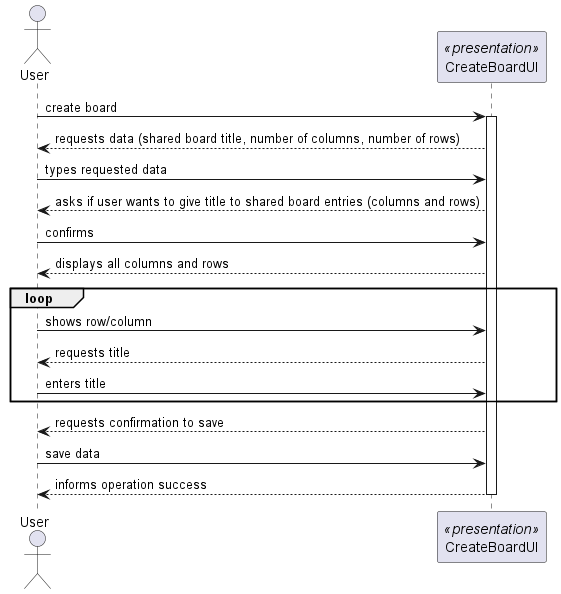 User
«presentation»
CreateBoardUI
create board
requests data (shared board title, number of columns, number of rows)
types requested data
asks if user wants to give title to shared board entries (columns and rows)
confirms
displays all columns and rows
loop
shows row/column
requests title
enters title
requests confirmation to save
save data
informs operation success
User
«presentation»
CreateBoardUI